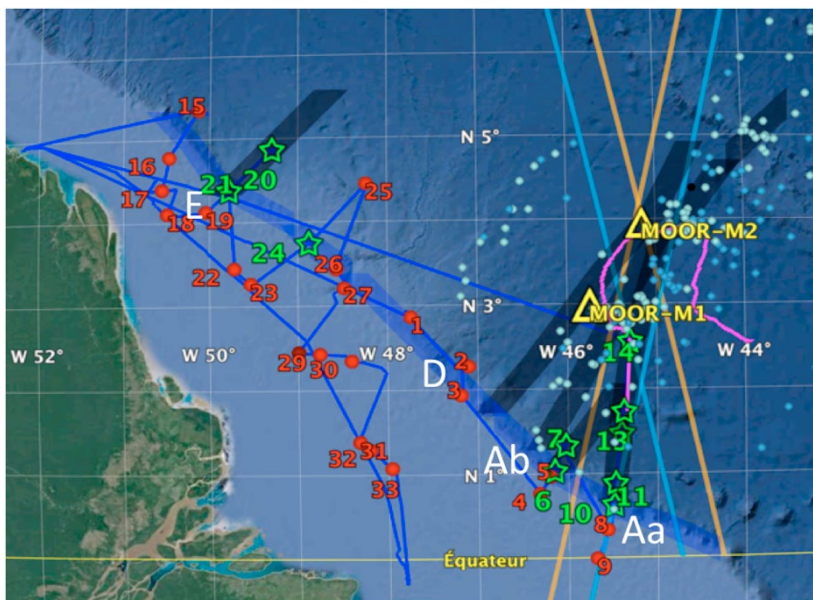 15
N 5°
16
21 20
25
17
E
18
19
MOOR-M2
24
26
22
23
27
N 3°
MOOR-M1
1
W 52°
W 50°
29
30
W 48°
2
W 46°
14
W 44°
D
3
7
13
32
31
Ab
5
N 1°
33
4
6
11
10
8
Aa
Équateur
9